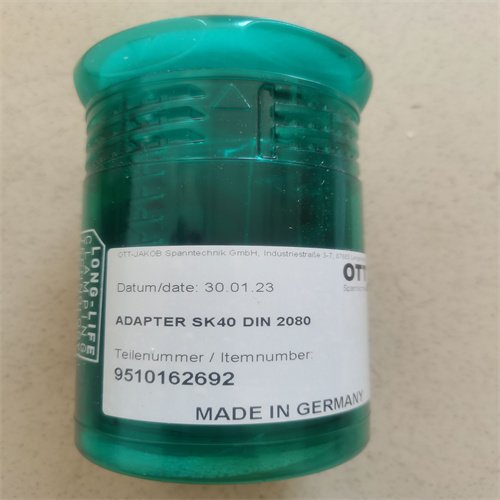 OTT-JAKOB Spanntechnik GmbH, Industriestraße 3-7,
OTT
Datum/date: 30.01.23
ADAPTER SK40 DIN 2080
Teilenummer / Itemnumber:
9510162692
MADE IN GERMANY
LONG-LIFE
CLAMPING